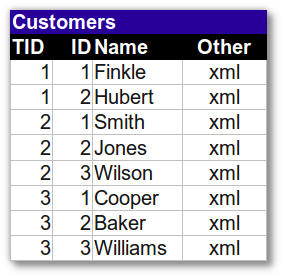 Customers
TID ID Name Other
1 1 Finkle xml
1 2 Hubert xml
2 1 Smith xml
2 2 Jones xml
2 3 Wilson xml
3 1 Cooper xml
3 2 Baker xml
3 3 Williams xml